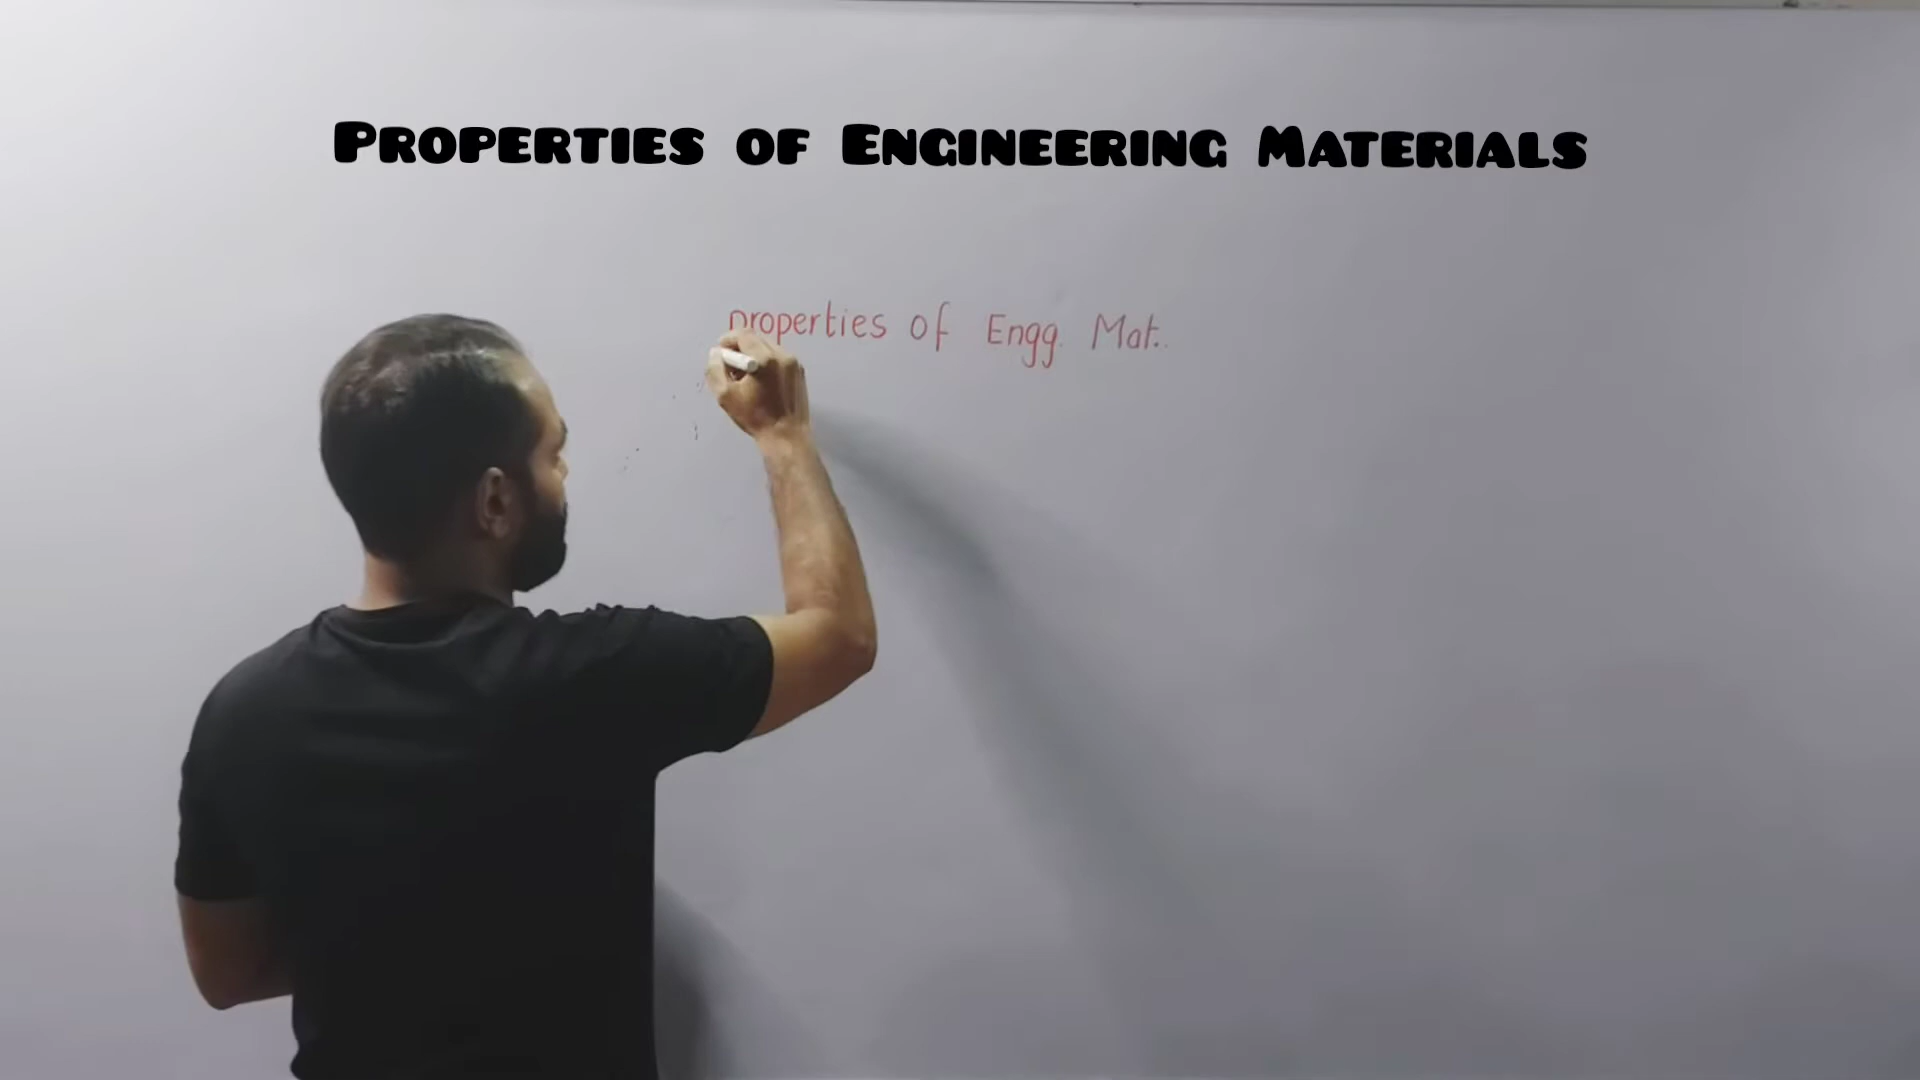 Properties of Engineering Materials
properties of Engg. Mat.